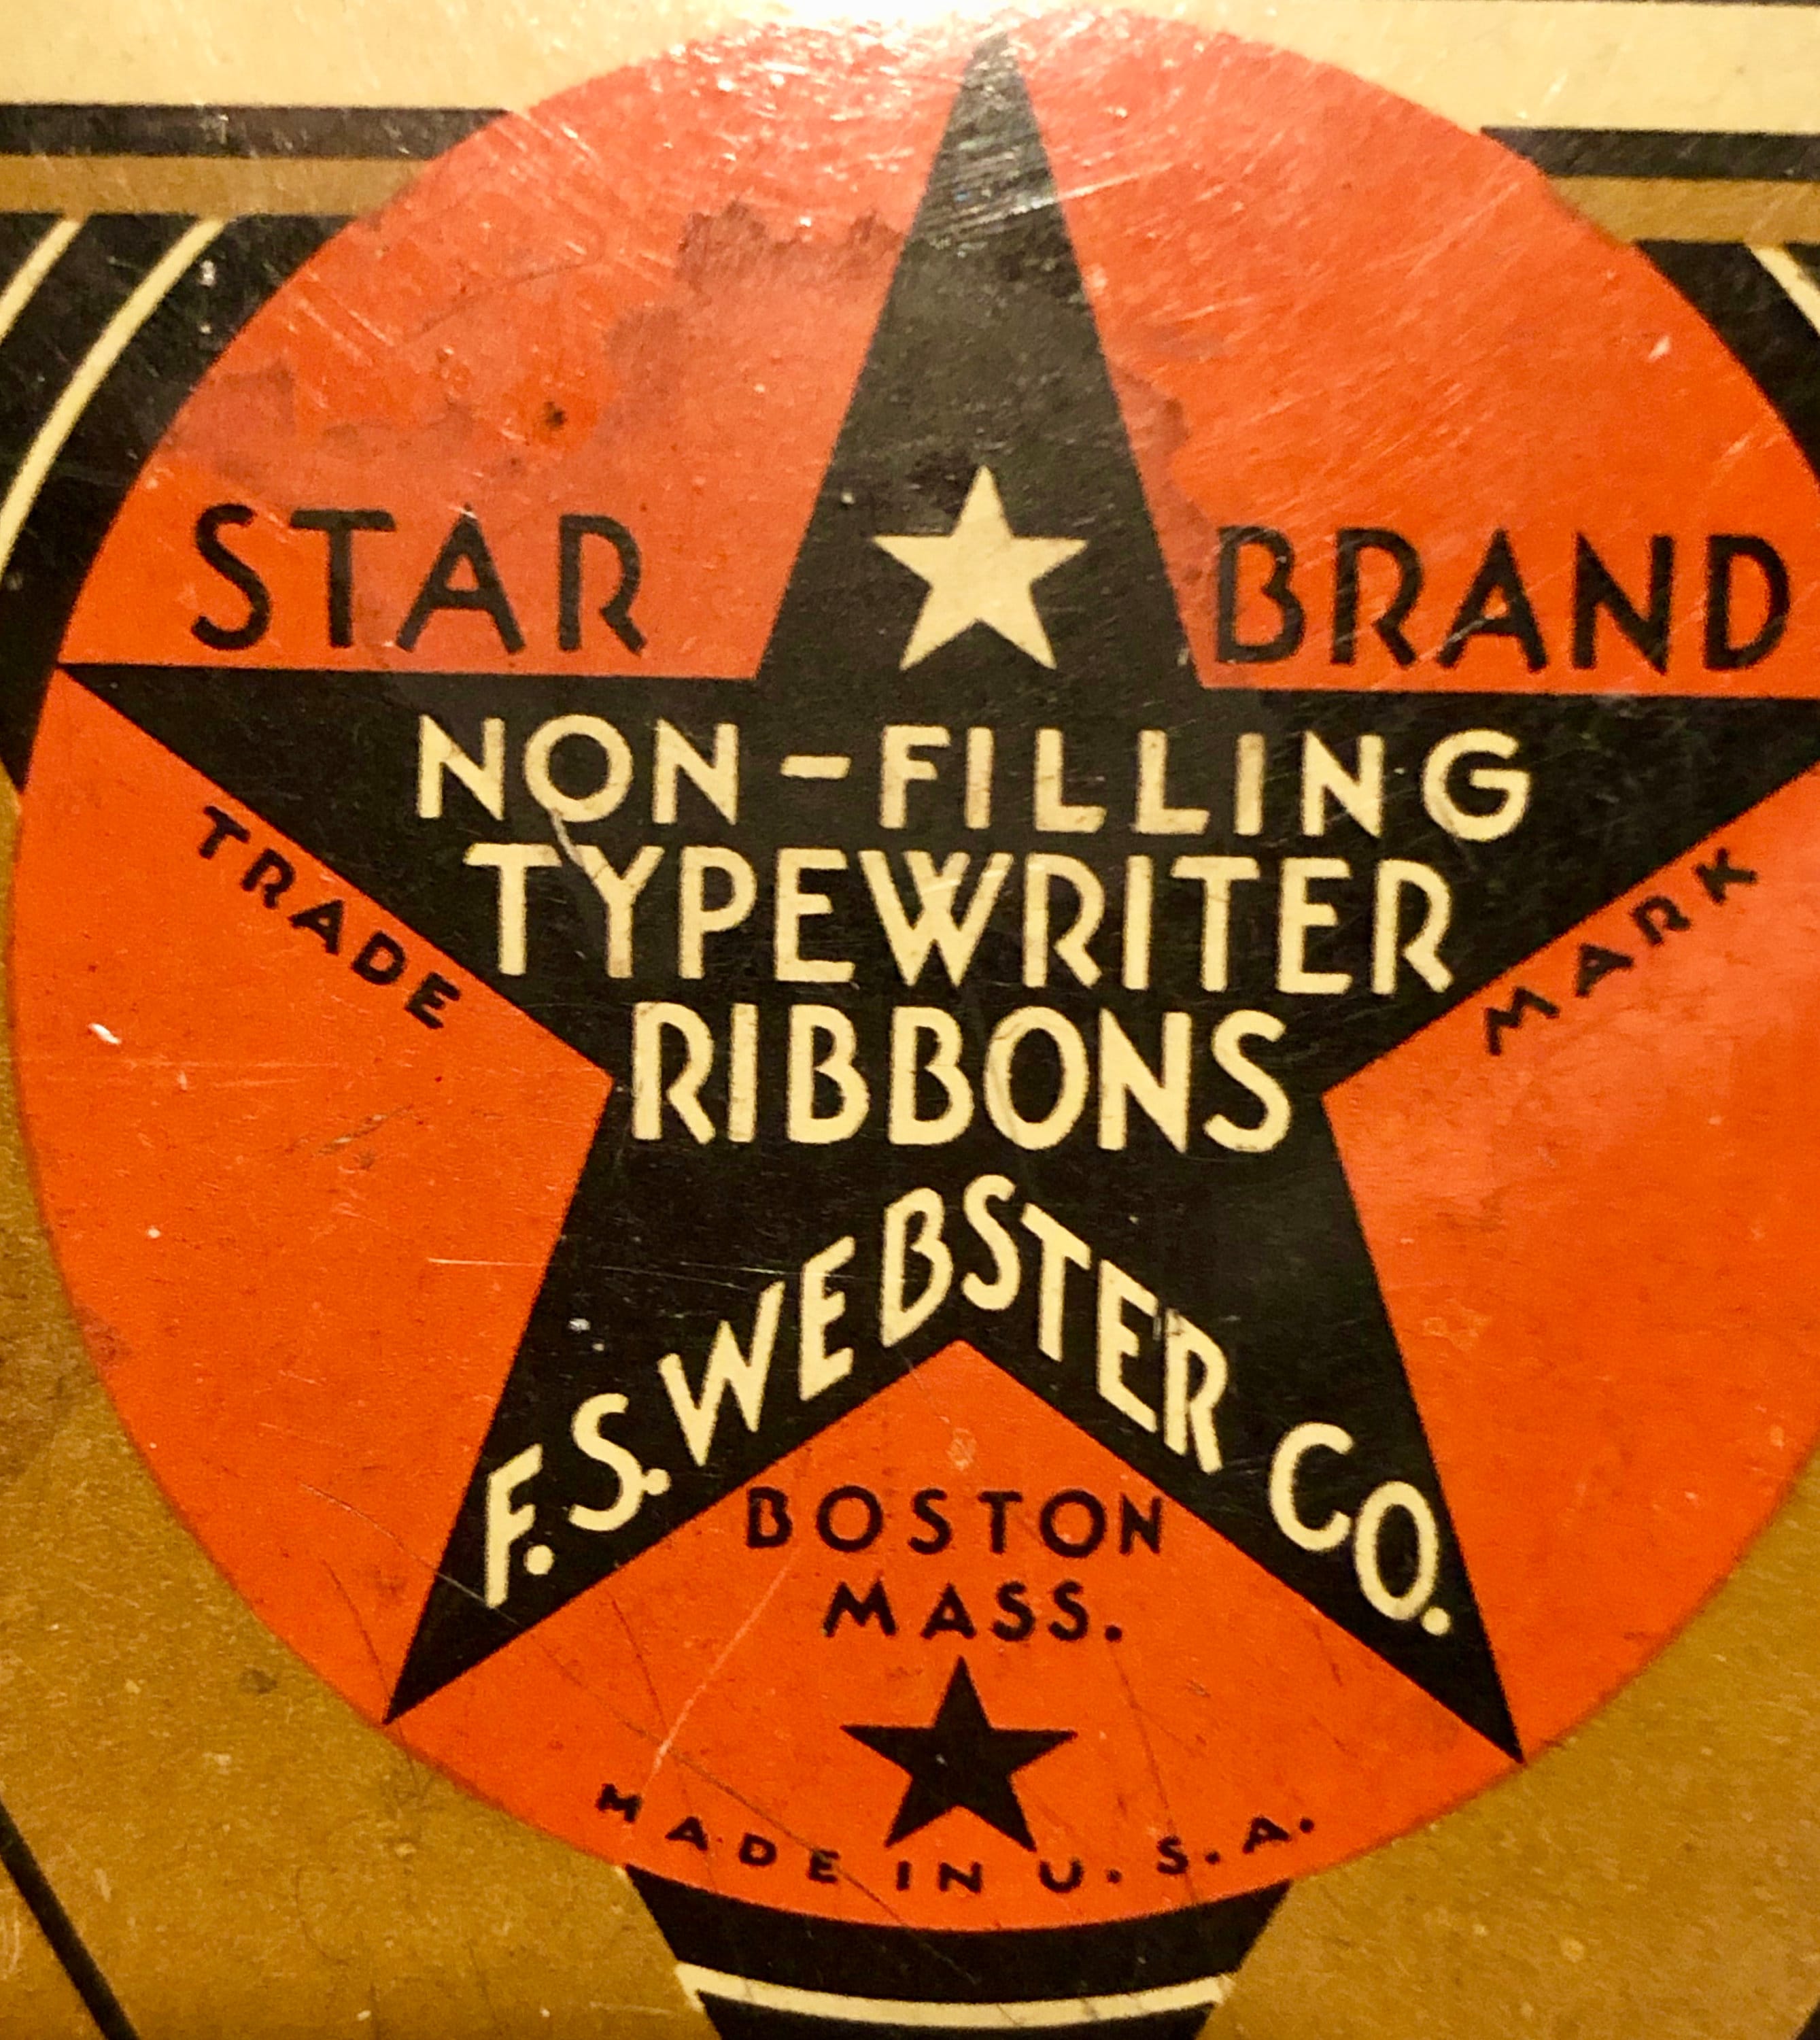 STAR BRAND
NON-FILLING
TYPEWRITER
RIBBONS
TRADE MARK
F.S. WEBSTER CO.
BOSTON
MASS.
MADE IN U.S.A.